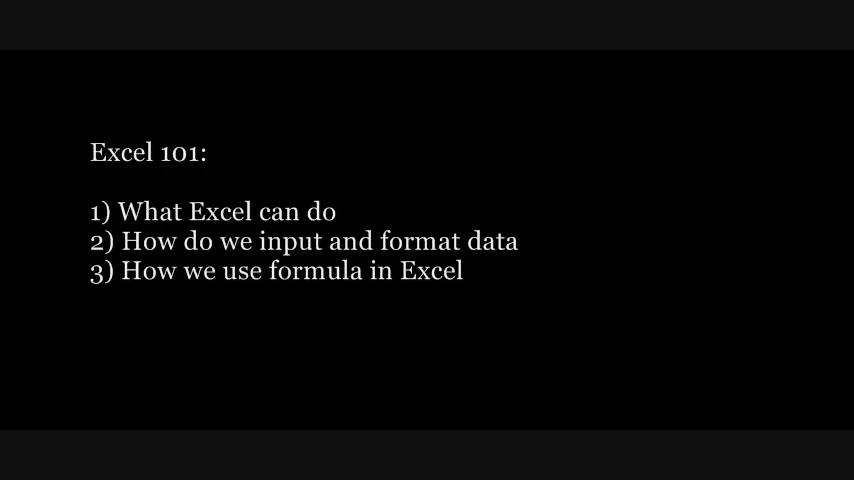 Excel 101:
1) What Excel can do
2) How do we input and format data
3) How we use formula in Excel